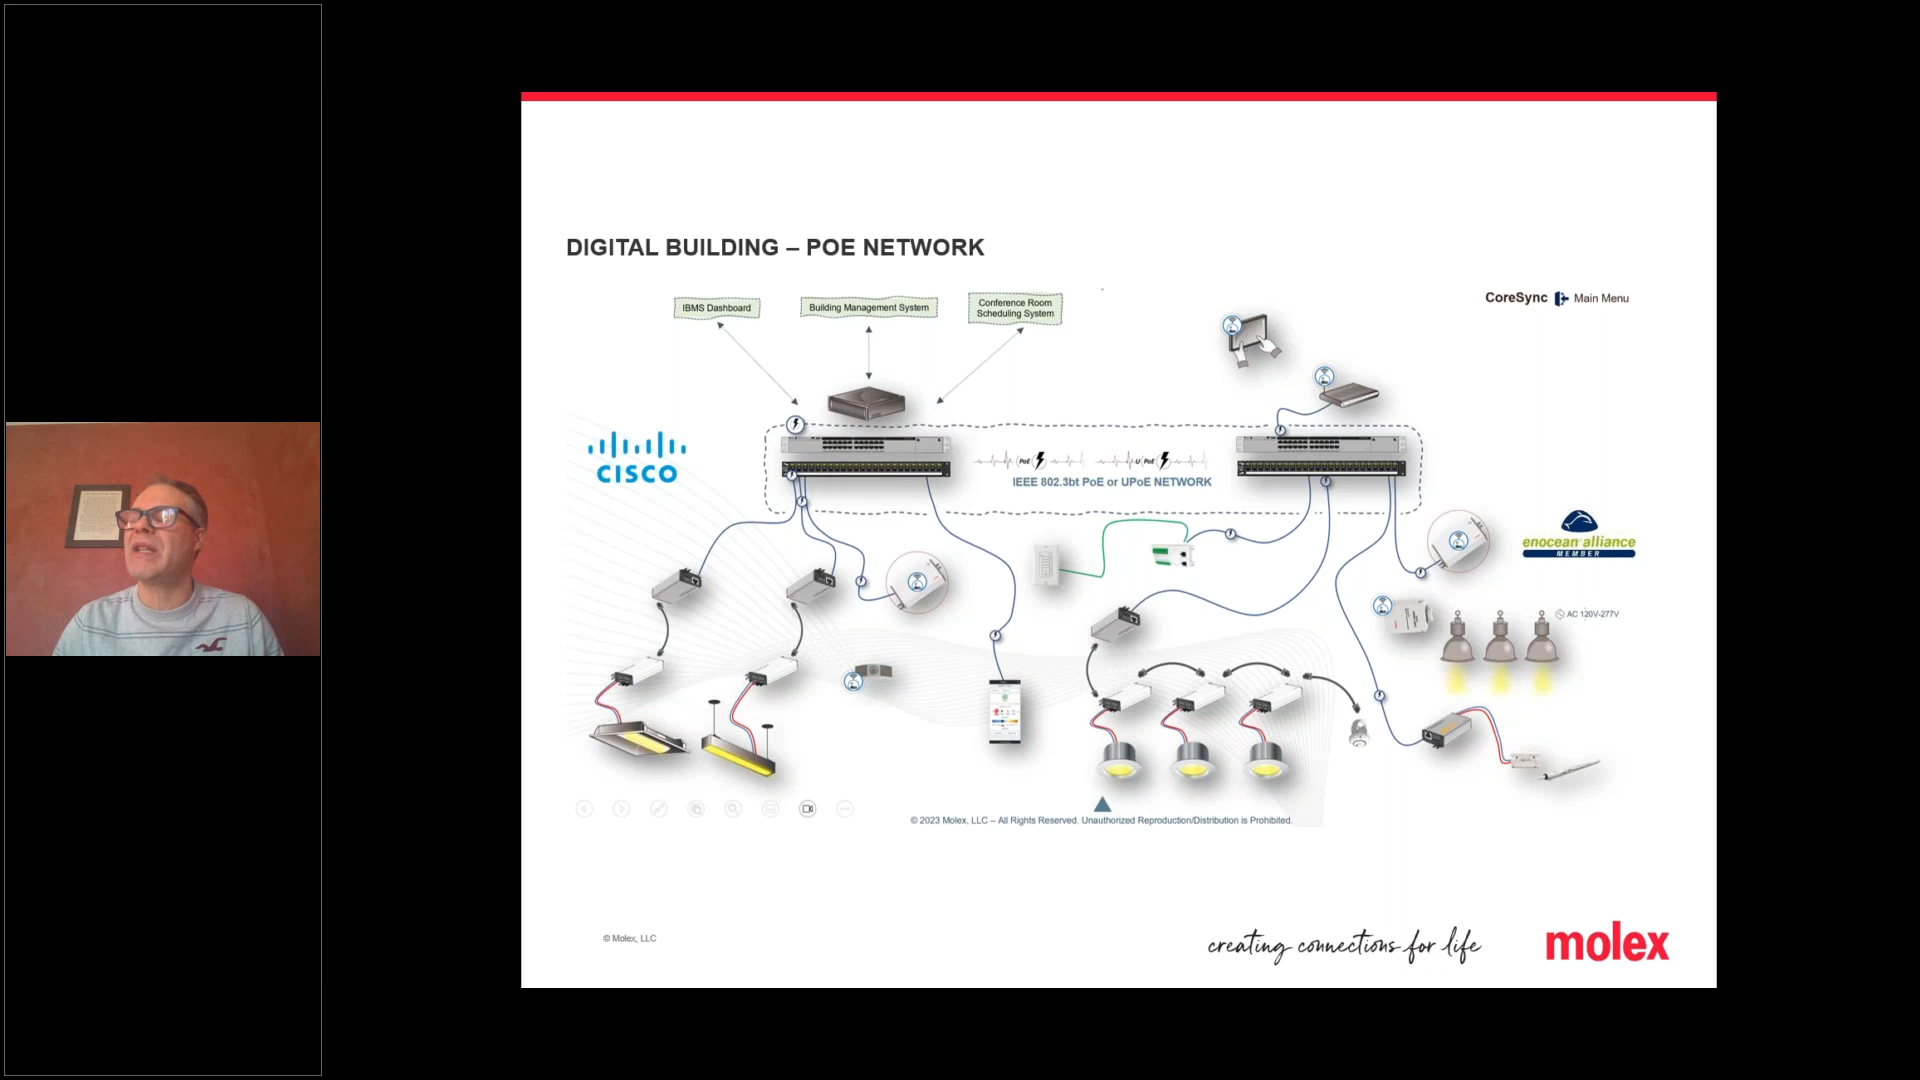 DIGITAL BUILDING – POE NETWORK
IBMS Dashboard
Building Management System
Conference Room
Scheduling System
CoreSync
Main Menu
CISCO
PoE
U PoE
IEEE 802.3bt PoE or UPoE NETWORK
enocean alliance
MEMBER
AC 120V-277V
© 2023 Molex, LLC – All Rights Reserved. Unauthorized Reproduction/Distribution is Prohibited.
© Molex, LLC
creating connections for life
molex